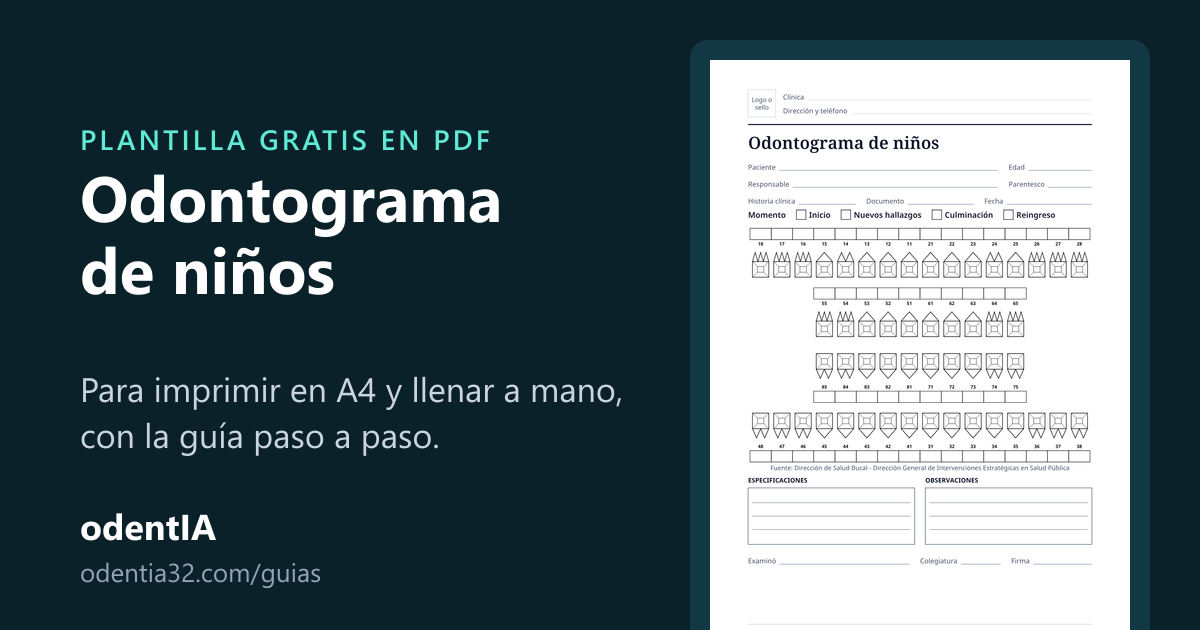 PLANTILLA GRATIS EN PDF
Odontograma
de niños
Para imprimir en A4 y llenar a mano,
con la guía paso a paso.
odentIA
odentia32.com/guias
Logo o
sello
Clínica
Dirección y teléfono
Odontograma de niños
Paciente Edad
Responsable Parentesco
Historia clínica Documento Fecha
Momento Inicio Nuevos hallazgos Culminación Reingreso
18 17 16 15 14 13 12 11 21 22 23 24 25 26 27 28
55 54 53 52 51 61 62 63 64 65
85 84 83 82 81 71 72 73 74 75
48 47 46 45 44 43 42 41 31 32 33 34 35 36 37 38
Fuente: Dirección de Salud Bucal - Dirección General de Intervenciones Estratégicas en Salud Pública
ESPECIFICACIONES OBSERVACIONES
Examinó Colegiatura Firma